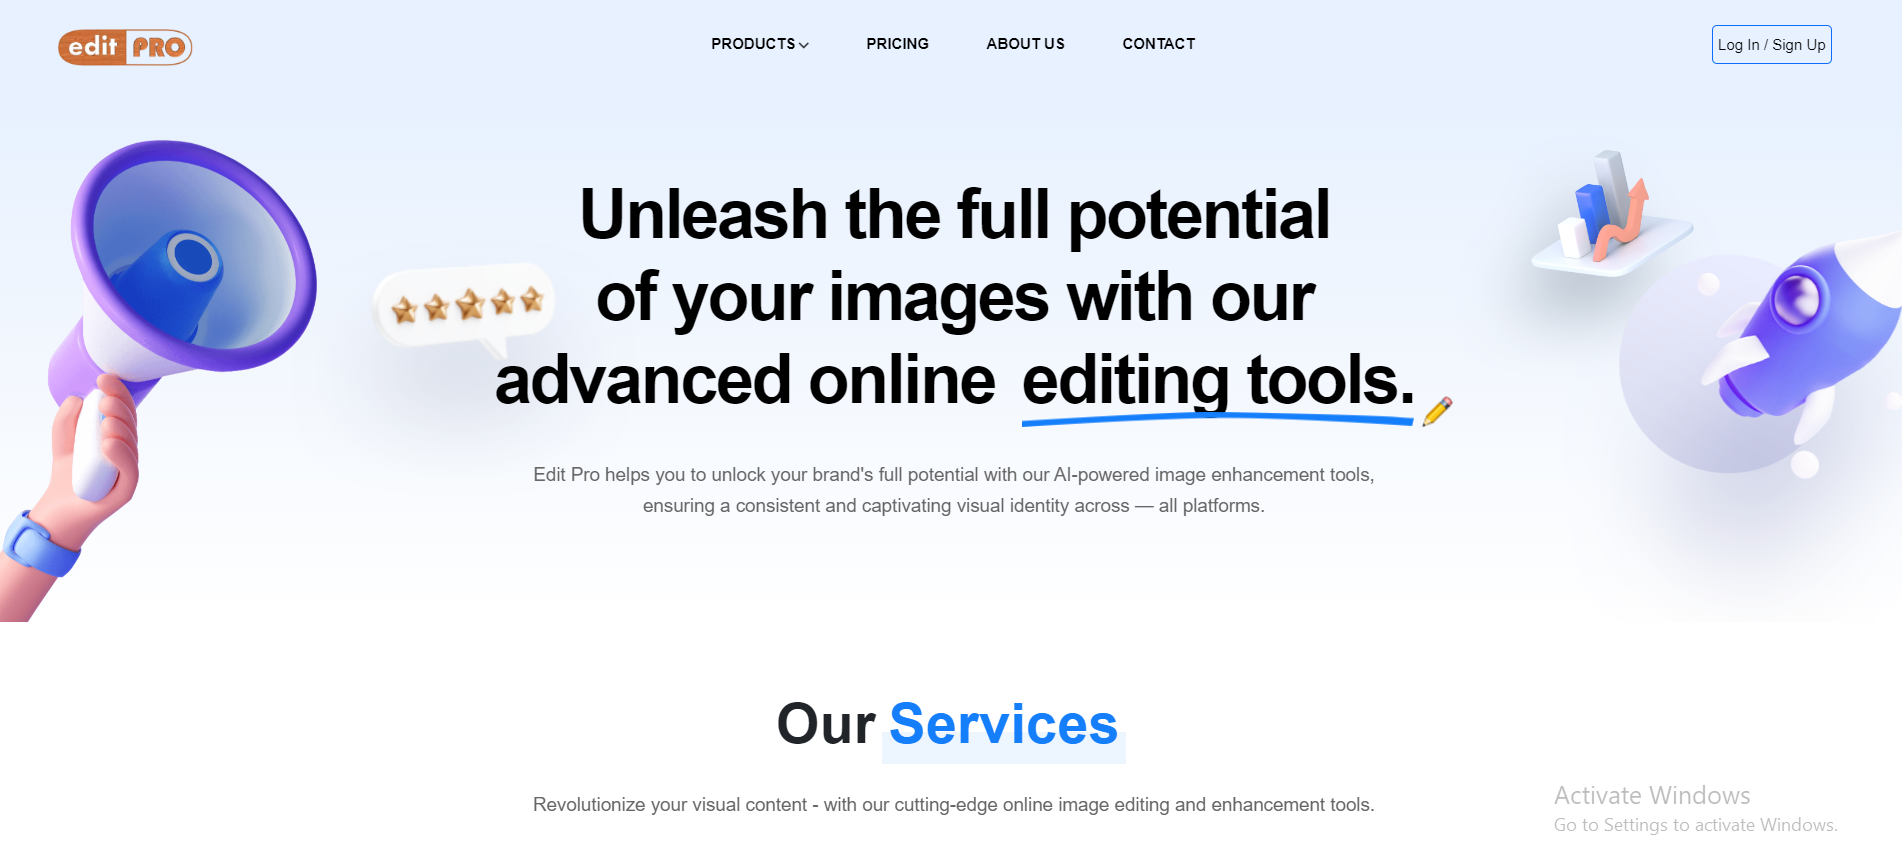 edit PRO
PRODUCTS
PRICING
ABOUT US
CONTACT
Log In / Sign Up
Unleash the full potential
of your images with our
advanced online editing tools.
Edit Pro helps you to unlock your brand's full potential with our AI-powered image enhancement tools,
ensuring a consistent and captivating visual identity across — all platforms.
Our Services
Revolutionize your visual content - with our cutting-edge online image editing and enhancement tools.
Activate Windows
Go to Settings to activate Windows.